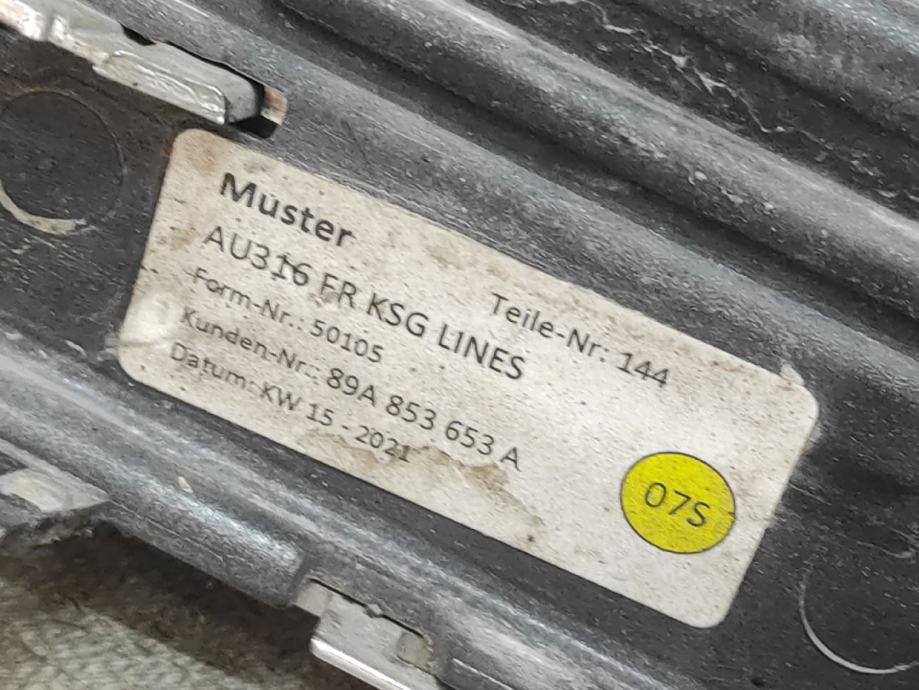 Muster
Teile-Nr: 144
AU316 FR KSG LINES
Form-Nr.: 50105
Kunden-Nr.: 89A 853 653 A
Datum: KW 15 - 2021
07S